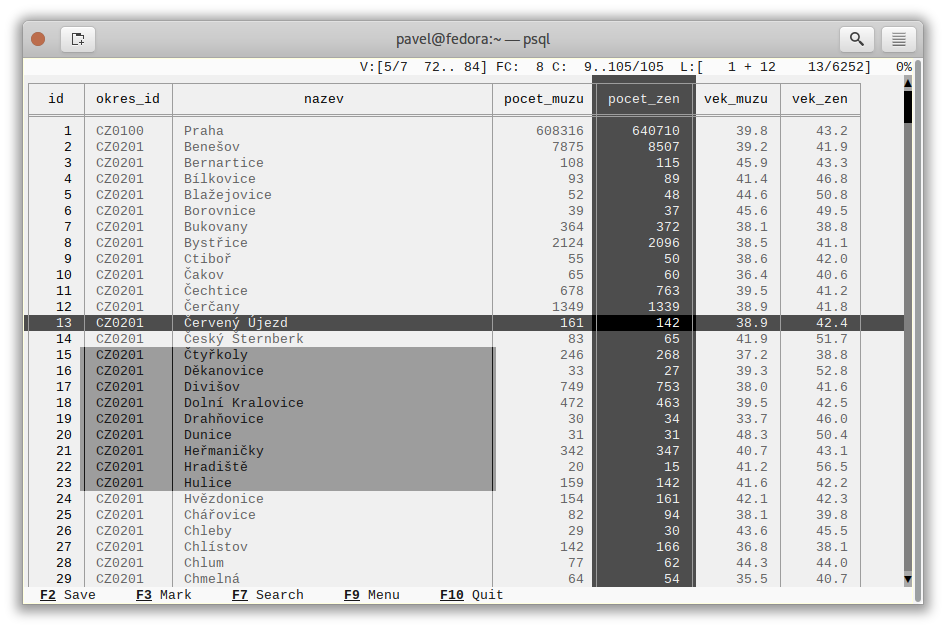 pavel@fedora:~ — psql
V:[5/7  72.. 84] FC:  8 C:  9..105/105  L:[   1 + 12    13/6252]   0%
id okres_id nazev pocet_muzu pocet_zen vek_muzu vek_zen
1 CZ0100 Praha 608316 640710 39.8 43.2
2 CZ0201 Benešov 7875 8507 39.2 41.9
3 CZ0201 Bernartice 108 115 45.9 43.3
4 CZ0201 Bílkovice 93 89 41.4 46.8
5 CZ0201 Blažejovice 52 48 44.6 50.8
6 CZ0201 Borovnice 39 37 45.6 49.5
7 CZ0201 Bukovany 364 372 38.1 38.8
8 CZ0201 Bystřice 2124 2096 38.5 41.1
9 CZ0201 Ctiboř 55 50 38.6 42.0
10 CZ0201 Čakov 65 60 36.4 40.6
11 CZ0201 Čechtice 678 763 39.5 41.2
12 CZ0201 Čerčany 1349 1339 38.9 41.8
13 CZ0201 Červený Újezd 161 142 38.9 42.4
14 CZ0201 Český Šternberk 83 65 41.9 51.7
15 CZ0201 Čtyřkoly 246 268 37.2 38.8
16 CZ0201 Děkanovice 33 27 39.3 52.8
17 CZ0201 Divišov 749 753 38.0 41.6
18 CZ0201 Dolní Kralovice 472 463 39.5 42.5
19 CZ0201 Drahňovice 30 34 33.7 46.0
20 CZ0201 Dunice 31 31 48.3 50.4
21 CZ0201 Heřmaničky 342 347 40.7 43.1
22 CZ0201 Hradiště 20 15 41.2 56.5
23 CZ0201 Hulice 159 142 41.6 42.2
24 CZ0201 Hvězdonice 154 161 42.1 42.3
25 CZ0201 Chářovice 82 94 38.1 39.8
26 CZ0201 Chleby 29 30 43.6 45.5
27 CZ0201 Chlístov 142 166 36.8 38.1
28 CZ0201 Chlum 77 62 44.3 44.0
29 CZ0201 Chmelná 64 54 35.5 40.7
F2 Save F3 Mark F7 Search F9 Menu F10 Quit